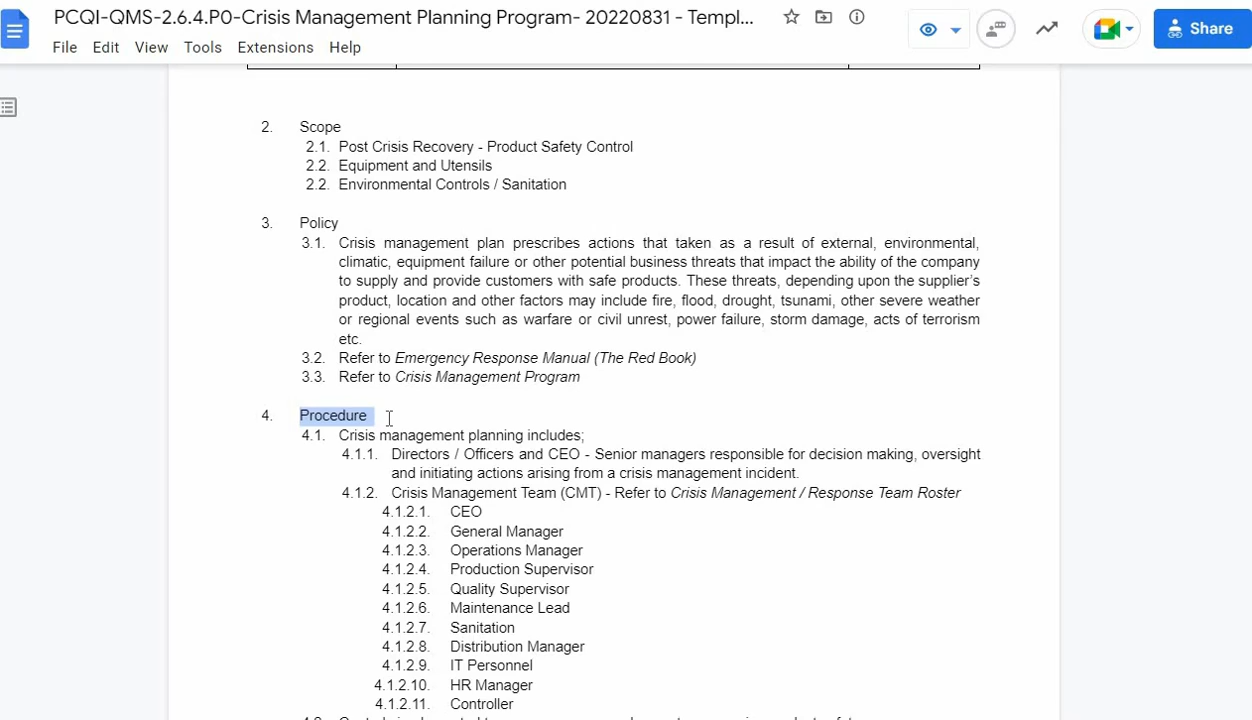 PCQI-QMS-2.6.4.P0-Crisis Management Planning Program- 20220831 - Templ...
File Edit View Tools Extensions Help
Share
2. Scope
2.1. Post Crisis Recovery - Product Safety Control
2.2. Equipment and Utensils
2.2. Environmental Controls / Sanitation
3. Policy
3.1. Crisis management plan prescribes actions that taken as a result of external, environmental,
climatic, equipment failure or other potential business threats that impact the ability of the company
to supply and provide customers with safe products. These threats, depending upon the supplier's
product, location and other factors may include fire, flood, drought, tsunami, other severe weather
or regional events such as warfare or civil unrest, power failure, storm damage, acts of terrorism
etc.
3.2. Refer to Emergency Response Manual (The Red Book)
3.3. Refer to Crisis Management Program
4. Procedure
4.1. Crisis management planning includes;
4.1.1. Directors / Officers and CEO - Senior managers responsible for decision making, oversight
and initiating actions arising from a crisis management incident.
4.1.2. Crisis Management Team (CMT) - Refer to Crisis Management / Response Team Roster
4.1.2.1. CEO
4.1.2.2. General Manager
4.1.2.3. Operations Manager
4.1.2.4. Production Supervisor
4.1.2.5. Quality Supervisor
4.1.2.6. Maintenance Lead
4.1.2.7. Sanitation
4.1.2.8. Distribution Manager
4.1.2.9. IT Personnel
4.1.2.10. HR Manager
4.1.2.11. Controller